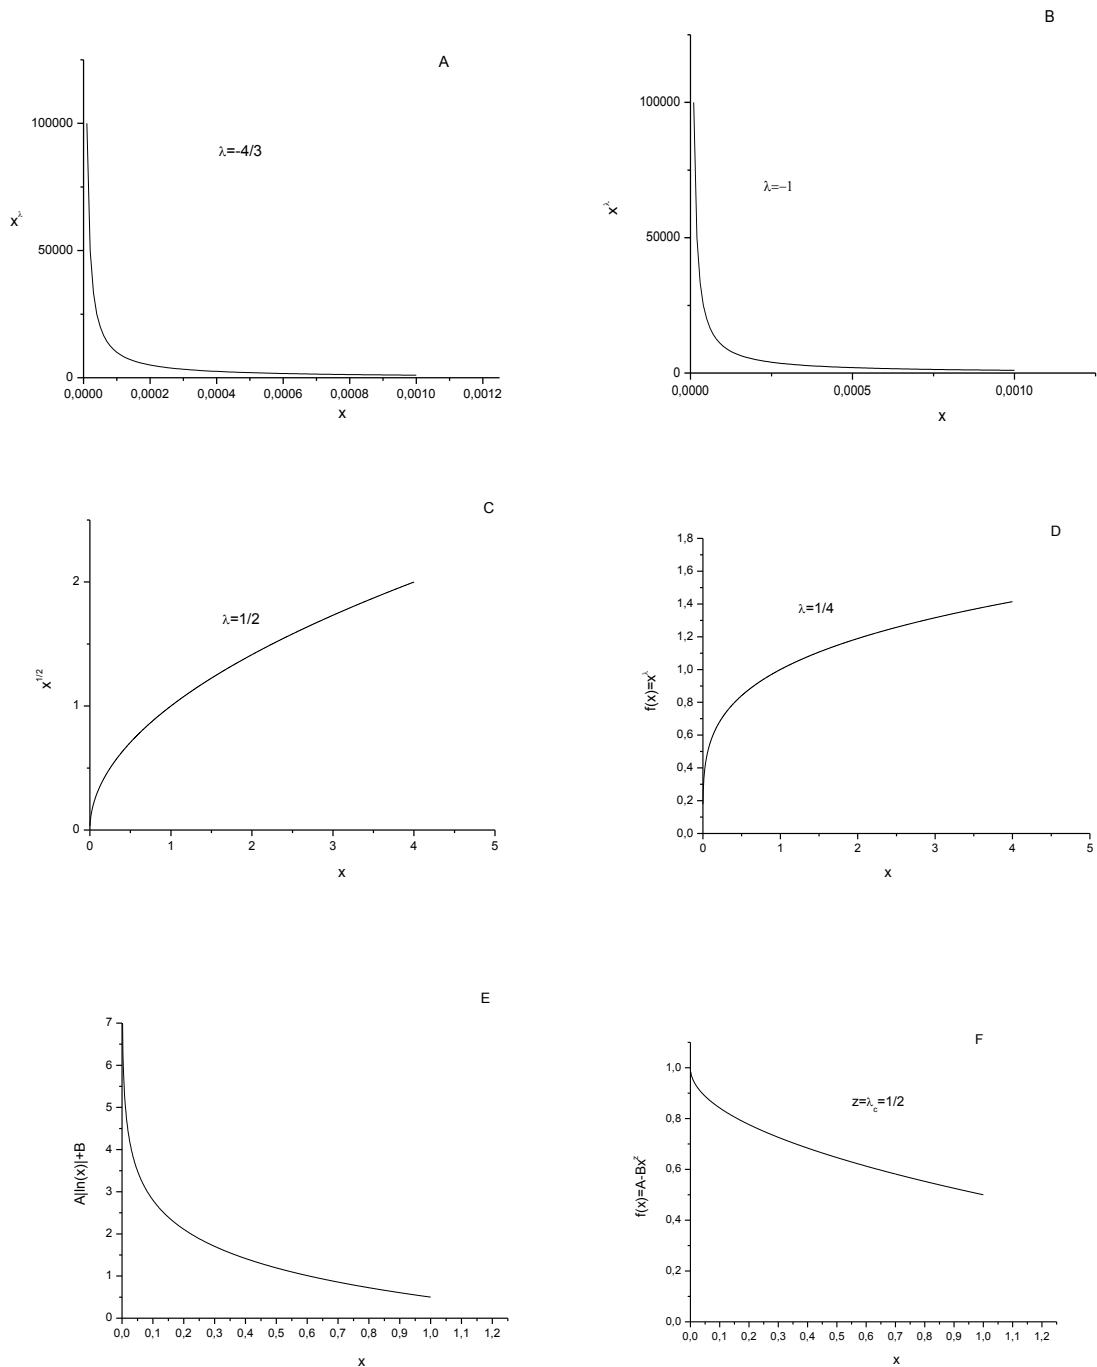 A
λ=-4/3
x^λ
100000
50000
0
0,0000 0,0002 0,0004 0,0006 0,0008 0,0010 0,0012
x
B
λ=−1
x^λ
100000
50000
0
0,0000 0,0005 0,0010
x
C
λ=1/2
x^1/2
2
1
0
0 1 2 3 4 5
x
D
λ=1/4
f(x)=x^λ
1,8
1,6
1,4
1,2
1,0
0,8
0,6
0,4
0,2
0,0
0 1 2 3 4 5
x
E
A|ln(x)|+B
7
6
5
4
3
2
1
0
0,0 0,1 0,2 0,3 0,4 0,5 0,6 0,7 0,8 0,9 1,0 1,1 1,2
x
F
z=λ_c=1/2
f(x)=A-Bx^z
1,0
0,8
0,6
0,4
0,2
0,0
0,0 0,1 0,2 0,3 0,4 0,5 0,6 0,7 0,8 0,9 1,0 1,1 1,2
x